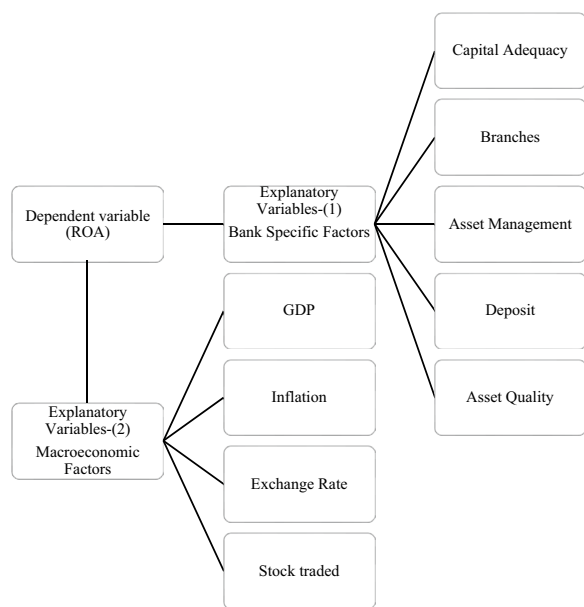 Capital Adequacy
Branches
Dependent variable
(ROA)
Explanatory
Variables-(1)
Bank Specific Factors
Asset Management
GDP
Deposit
Inflation
Asset Quality
Explanatory
Variables-(2)
Macroeconomic
Factors
Exchange Rate
Stock traded